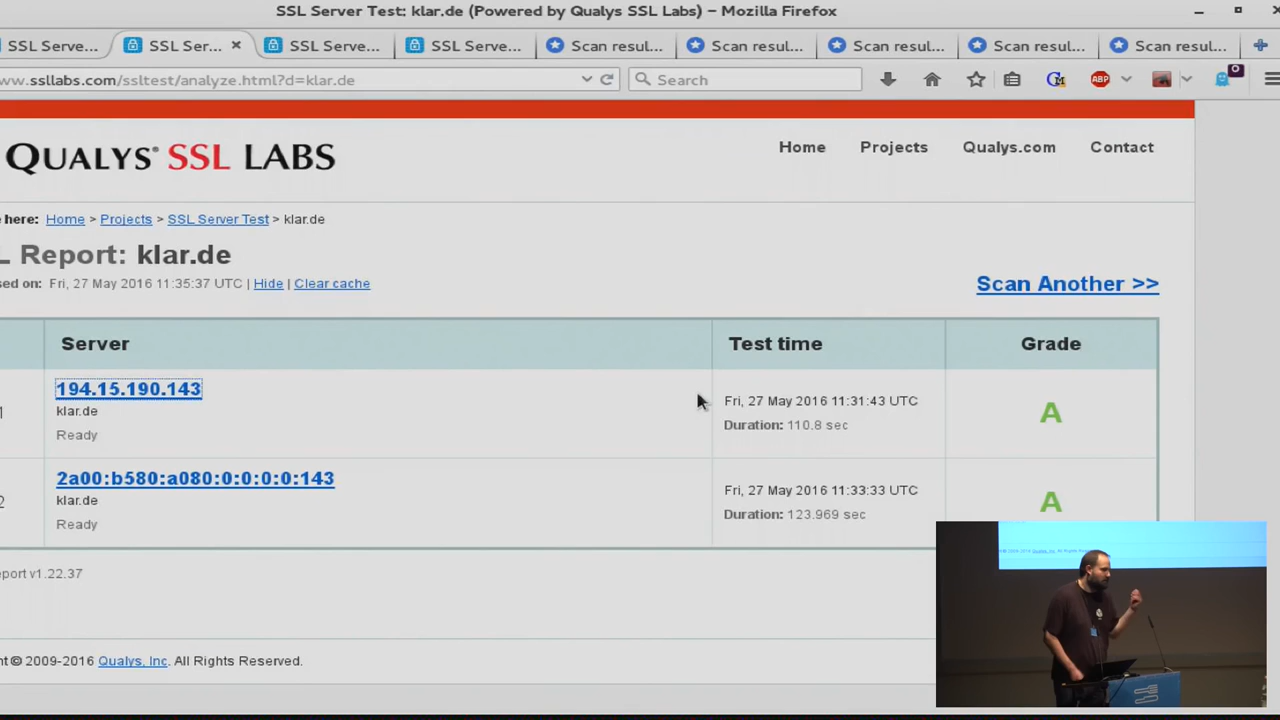 SSL Server Test: klar.de (Powered by Qualys SSL Labs) – Mozilla Firefox
SSL Serve... SSL Ser... SSL Serve... SSL Serve... Scan resul... Scan resul... Scan resul... Scan resul... Scan resul...
ww.ssllabs.com/ssltest/analyze.html?d=klar.de Search ABP
QUALYS® SSL LABS
Home Projects Qualys.com Contact
e here: Home > Projects > SSL Server Test > klar.de
L Report: klar.de
sed on: Fri, 27 May 2016 11:35:37 UTC | Hide | Clear cache
Scan Another >>
Server Test time Grade
1 194.15.190.143
klar.de
Ready
Fri, 27 May 2016 11:31:43 UTC
Duration: 110.8 sec
A
2 2a00:b580:a080:0:0:0:0:143
klar.de
Ready
Fri, 27 May 2016 11:33:33 UTC
Duration: 123.969 sec
A
eport v1.22.37
ht © 2009-2016 Qualys, Inc. All Rights Reserved.